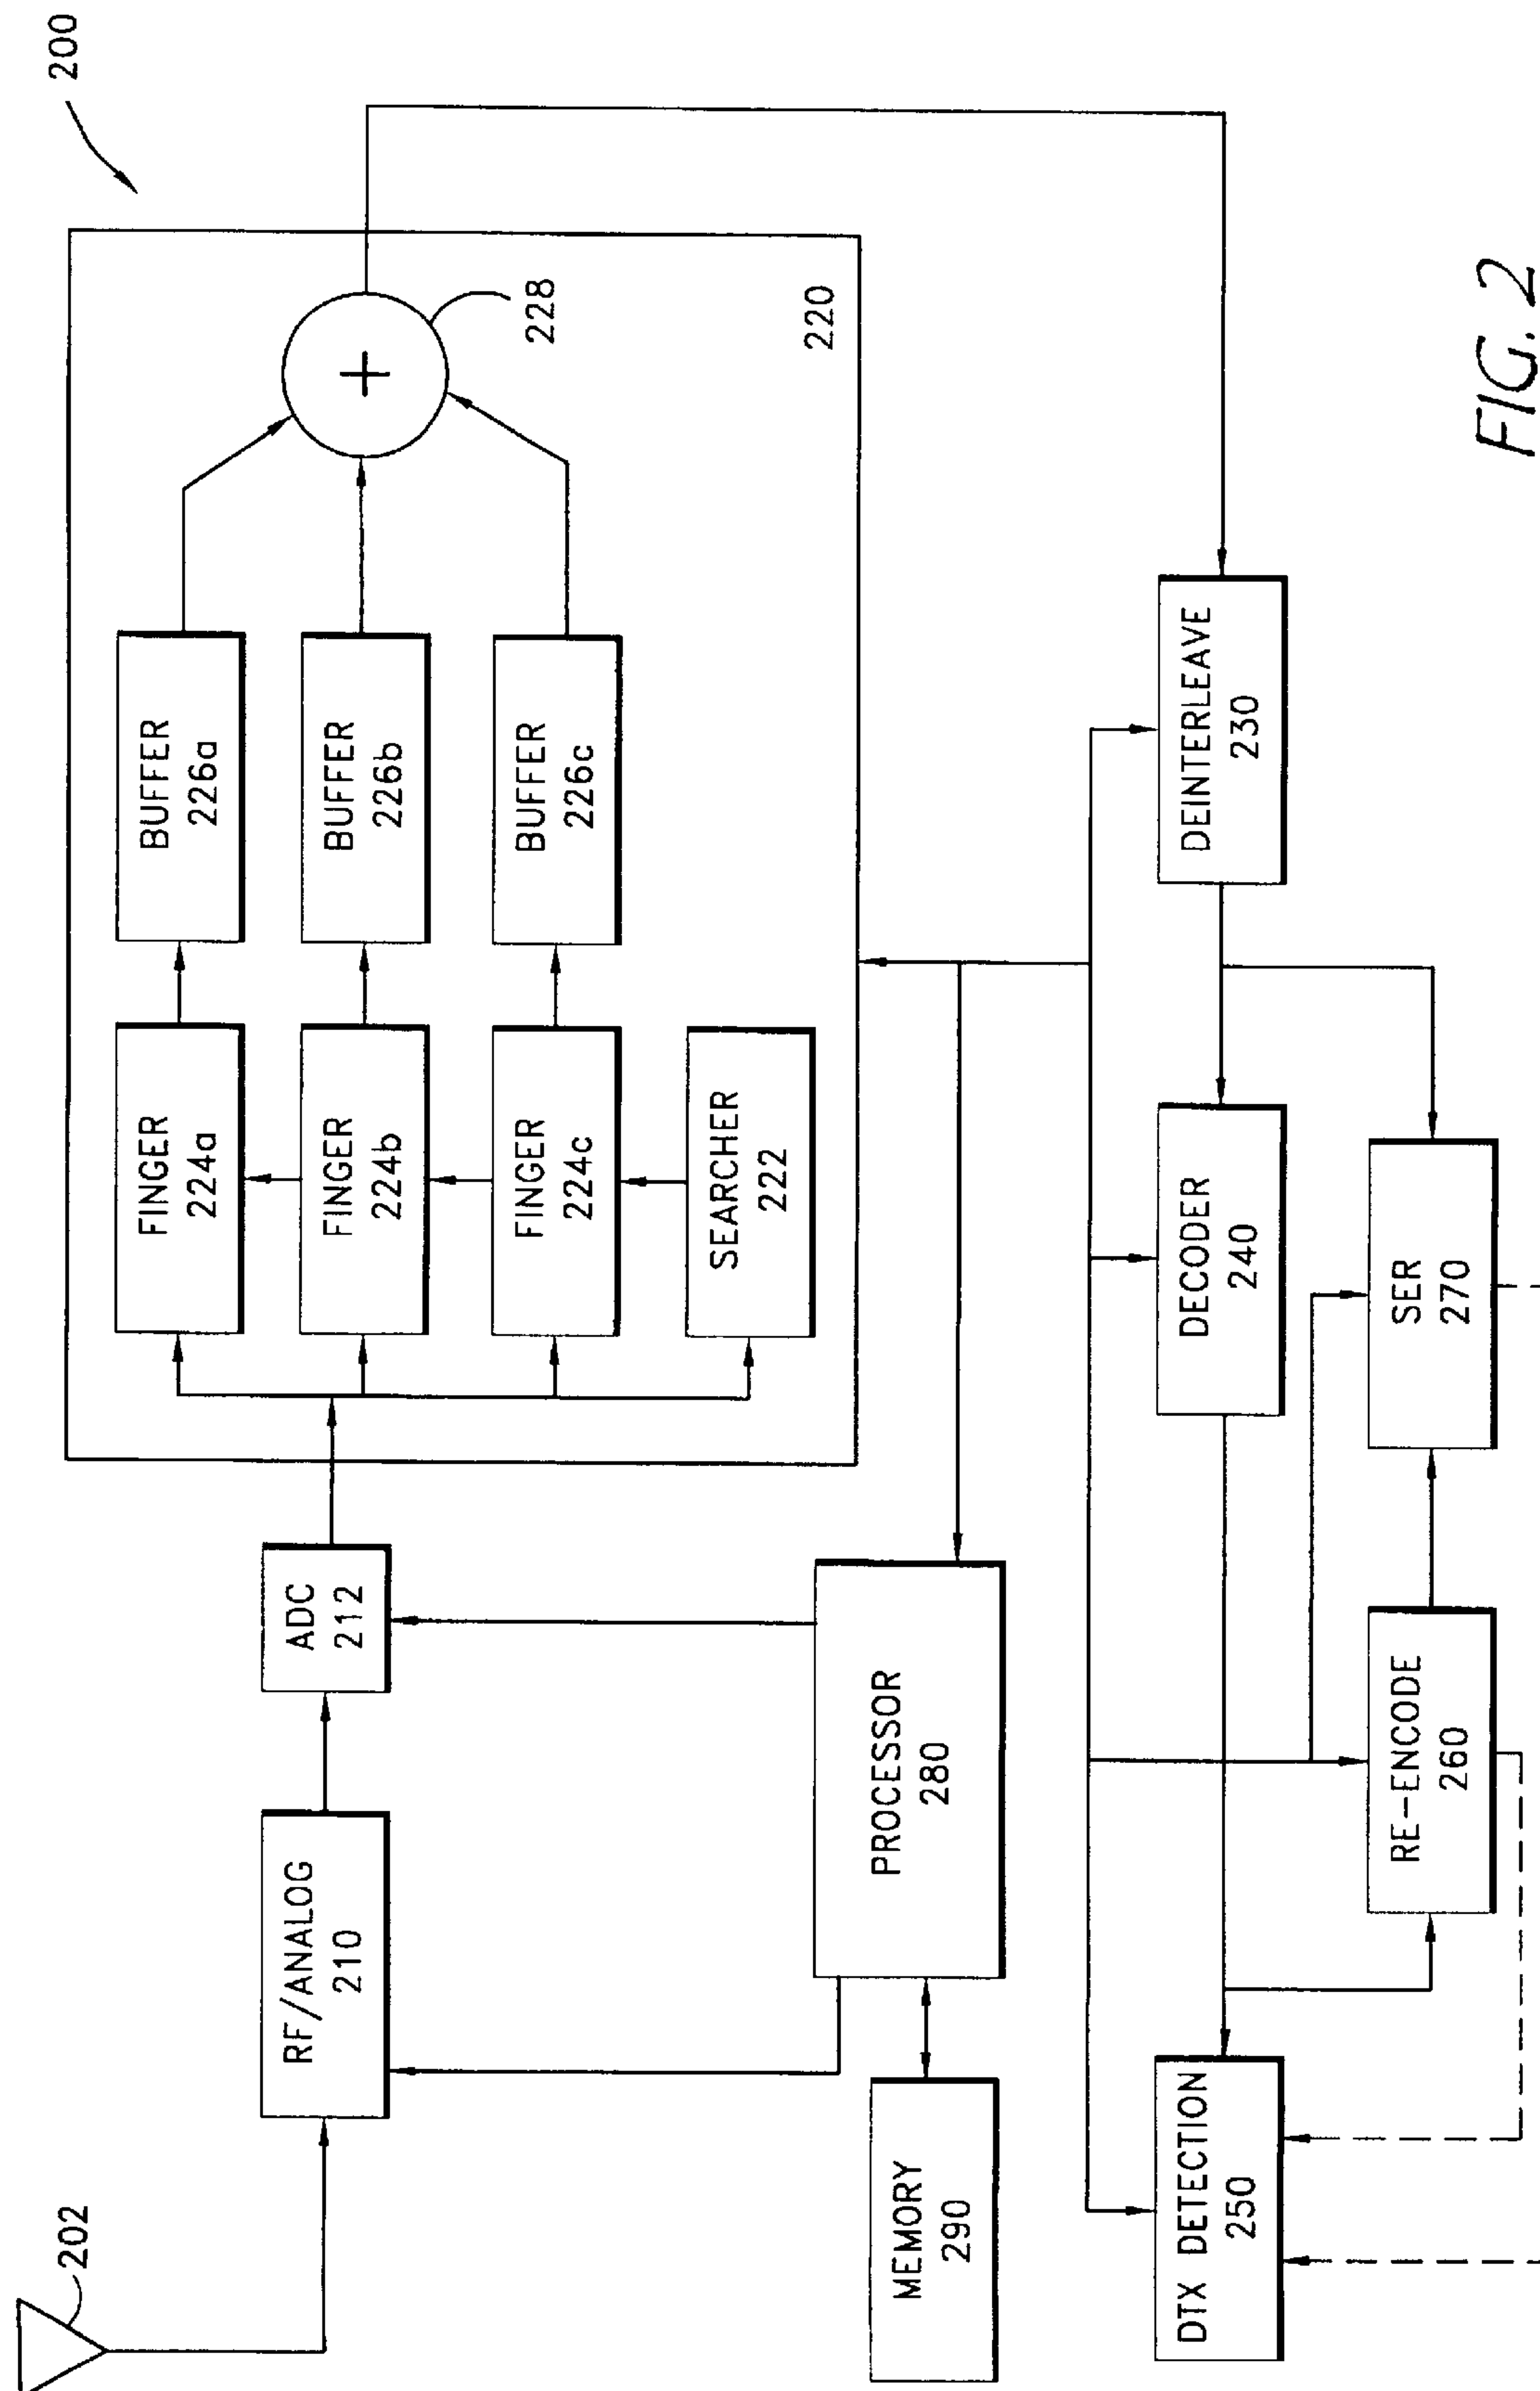 200
202
RF/ANALOG
210
ADC
212
FINGER
224a
BUFFER
226a
FINGER
224b
BUFFER
226b
FINGER
224c
BUFFER
226c
SEARCHER
222
228
220
PROCESSOR
280
MEMORY
290
DTX DETECTION
250
DECODER
240
DEINTERLEAVE
230
RE-ENCODE
260
SER
270
+
FIG. 2